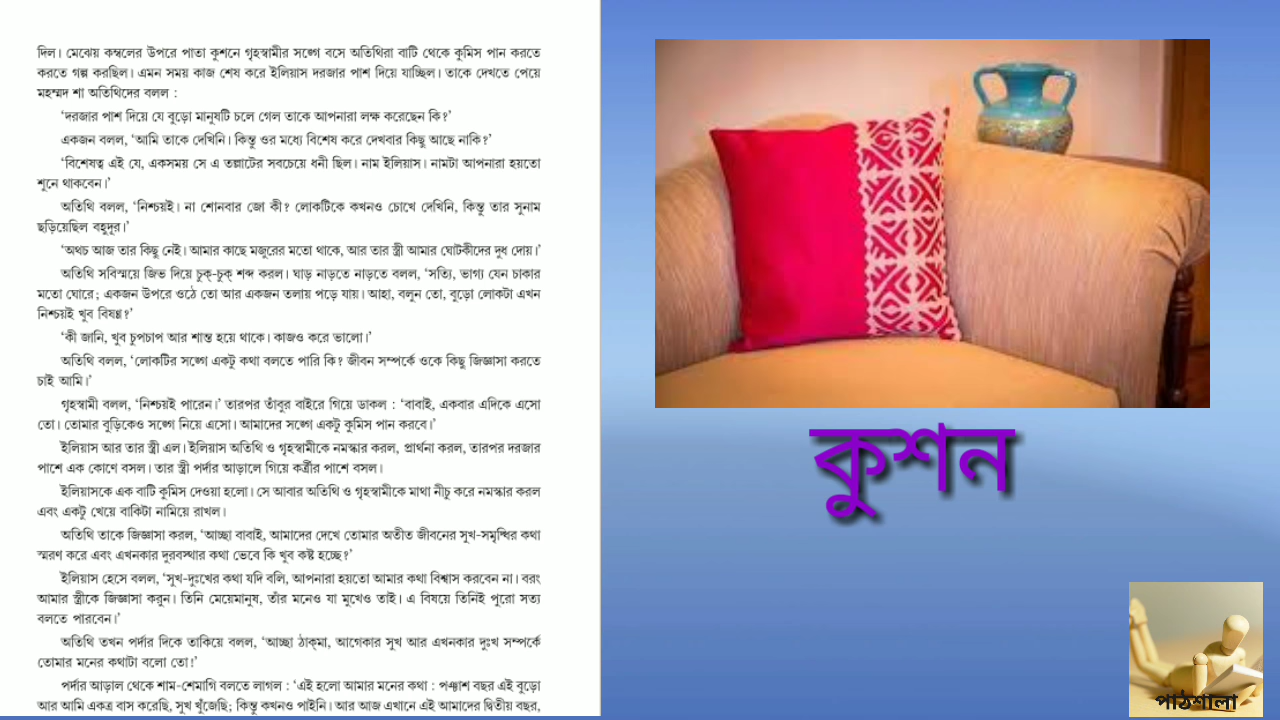 দিল। মেঝেয় কম্বলের উপরে পাতা কুশনে গৃহস্বামীর সঙ্গে বসে অতিথিরা বাটি থেকে কুমিস পান করতে
করতে গল্প করছিল। এমন সময় কাজ শেষ করে ইলিয়াস দরজার পাশ দিয়ে যাচ্ছিল। তাকে দেখতে পেয়ে
মহম্মদ শা অতিথিদের বলল :
‘দরজার পাশ দিয়ে যে বুড়ো মানুষটি চলে গেল তাকে আপনারা লক্ষ করেছেন কি?’
একজন বলল, ‘আমি তাকে দেখিনি। কিন্তু ওর মধ্যে বিশেষ করে দেখবার কিছু আছে নাকি?’
‘বিশেষত্ব এই যে, একসময় সে এ তল্লাটের সবচেয়ে ধনী ছিল। নাম ইলিয়াস। নামটা আপনারা হয়তো
শুনে থাকবেন।’
অতিথি বলল, ‘নিশ্চয়ই। না শোনবার জো কী? লোকটিকে কখনও চোখে দেখিনি, কিন্তু তার সুনাম
ছড়িয়েছিল বহুদূর।’
‘অথচ আজ তার কিছু নেই। আমার কাছে মজুরের মতো থাকে, আর তার স্ত্রী আমার ঘোটকীদের দুধ দোয়।’
অতিথি সবিস্ময়ে জিভ দিয়ে চুক্-চুক্ শব্দ করল। ঘাড় নাড়তে নাড়তে বলল, ‘সত্যি, ভাগ্য যেন চাকার
মতো ঘোরে; একজন উপরে ওঠে তো আর একজন তলায় পড়ে যায়। আহা, বলুন তো, বুড়ো লোকটা এখন
নিশ্চয়ই খুব বিষণ্ণ?’
‘কী জানি, খুব চুপচাপ আর শান্ত হয়ে থাকে। কাজও করে ভালো।’
অতিথি বলল, ‘লোকটির সঙ্গে একটু কথা বলতে পারি কি? জীবন সম্পর্কে ওকে কিছু জিজ্ঞাসা করতে
চাই আমি।’
গৃহস্বামী বলল, ‘নিশ্চয়ই পারেন।’ তারপর তাঁবুর বাইরে গিয়ে ডাকল : ‘বাবাই, একবার এদিকে এসো
তো। তোমার বুড়িকেও সঙ্গে নিয়ে এসো। আমাদের সঙ্গে একটু কুমিস পান করবে।’
ইলিয়াস আর তার স্ত্রী এল। ইলিয়াস অতিথি ও গৃহস্বামীকে নমস্কার করল, প্রার্থনা করল, তারপর দরজার
পাশে এক কোণে বসল। তার স্ত্রী পর্দার আড়ালে গিয়ে কর্ত্রীর পাশে বসল।
ইলিয়াসকে এক বাটি কুমিস দেওয়া হলো। সে আবার অতিথি ও গৃহস্বামীকে মাথা নীচু করে নমস্কার করল
এবং একটু খেয়ে বাকিটা নামিয়ে রাখল।
অতিথি তাকে জিজ্ঞাসা করল, ‘আচ্ছা বাবাই, আমাদের দেখে তোমার অতীত জীবনের সুখ-সমৃদ্ধির কথা
স্মরণ করে এবং এখনকার দুরবস্থার কথা ভেবে কি খুব কষ্ট হচ্ছে?’
ইলিয়াস হেসে বলল, ‘সুখ-দুঃখের কথা যদি বলি, আপনারা হয়তো আমার কথা বিশ্বাস করবেন না। বরং
আমার স্ত্রীকে জিজ্ঞাসা করুন। তিনি মেয়েমানুষ, তাঁর মনেও যা মুখেও তাই। এ বিষয়ে তিনিই পুরো সত্য
বলতে পারবেন।’
অতিথি তখন পর্দার দিকে তাকিয়ে বলল, ‘আচ্ছা ঠাক্‌মা, আগেকার সুখ আর এখনকার দুঃখ সম্পর্কে
তোমার মনের কথাটা বলো তো!’
পর্দার আড়াল থেকে শাম-শেমাগি বলতে লাগল : ‘এই হলো আমার মনের কথা : পঞ্চাশ বছর এই বুড়ো
আর আমি একত্র বাস করেছি, সুখ খুঁজেছি; কিন্তু কখনও পাইনি। আর আজ এখানে এই আমাদের দ্বিতীয় বছর,
কুশন
পাঠশালা